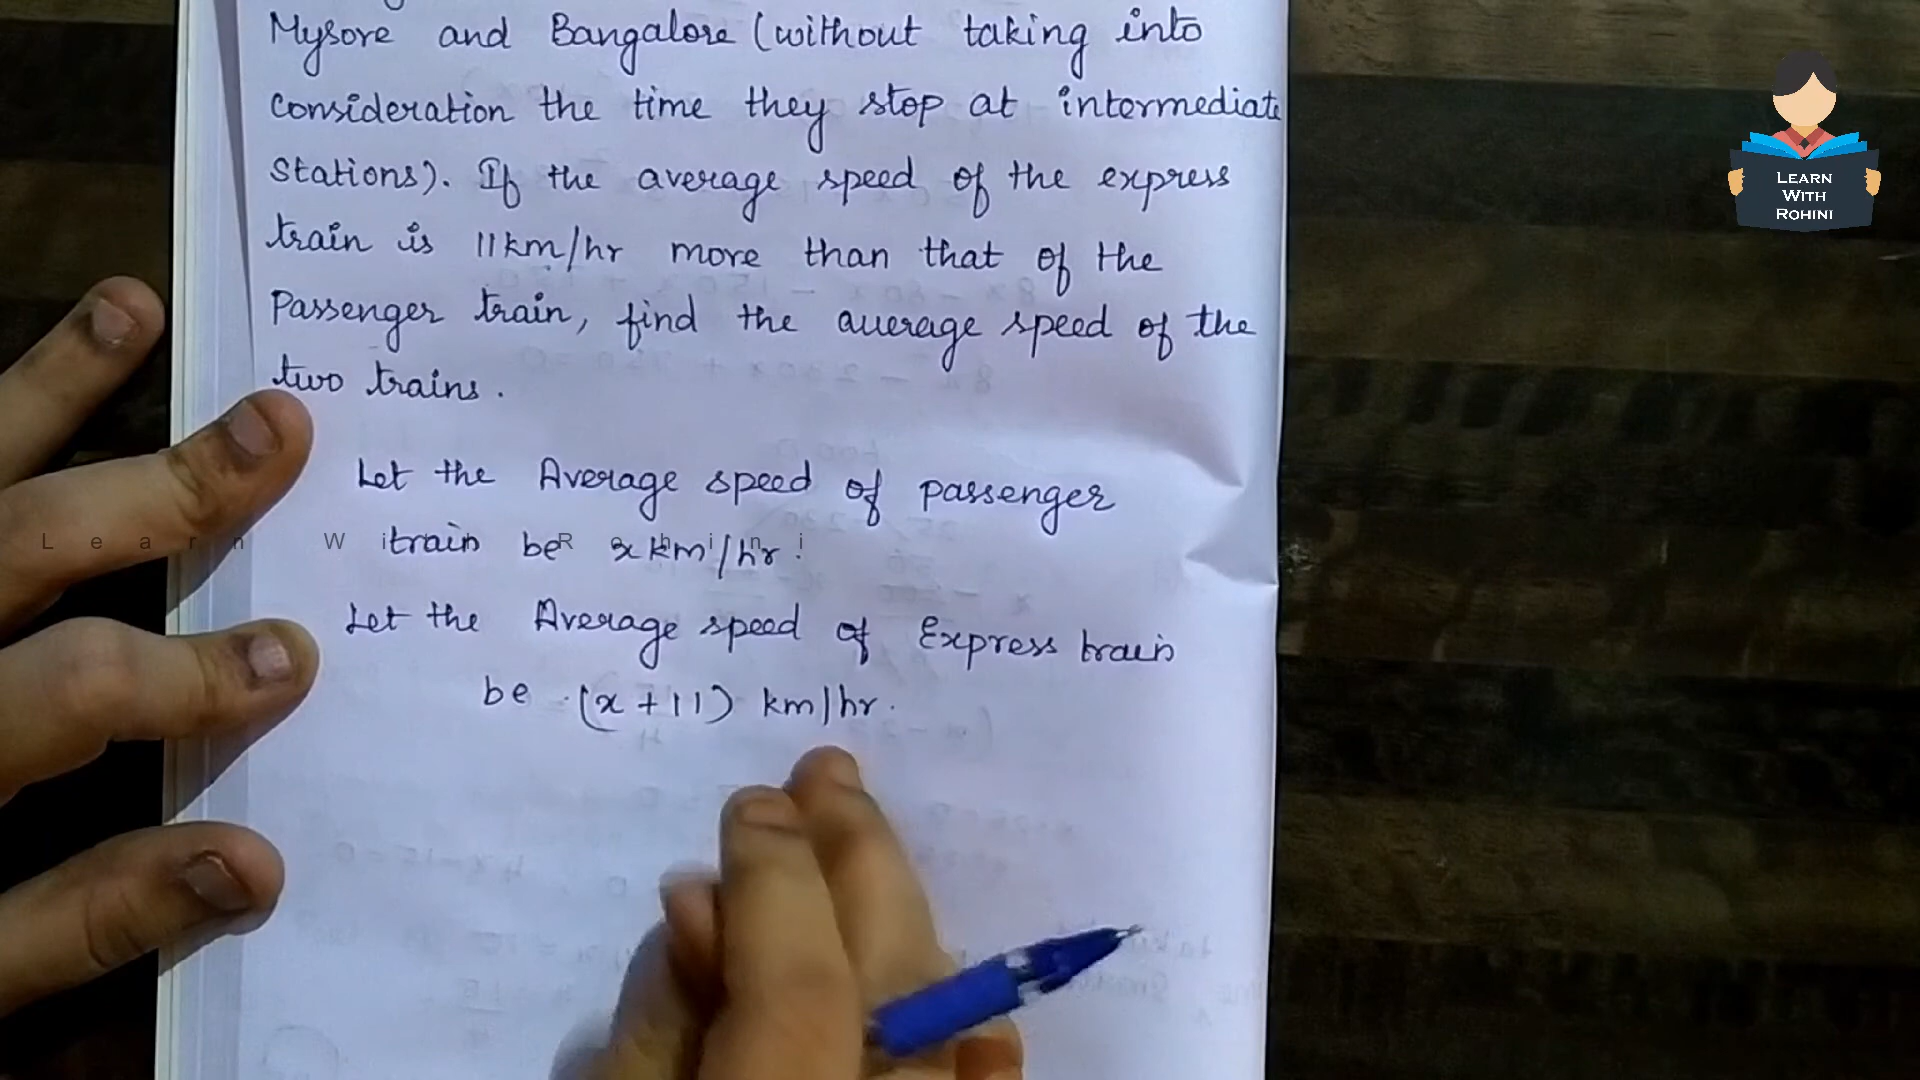 Mysore and Bangalore (without taking into
consideration the time they stop at intermediate
stations). If the average speed of the express
train is 11km/hr more than that of the
Passenger train, find the average speed of the
two trains.
Let the Average speed of passenger
train be x km/hr.
Let the Average speed of Express train
be (x+11) km/hr.
Learn With Rohini
LEARN
WITH
ROHINI